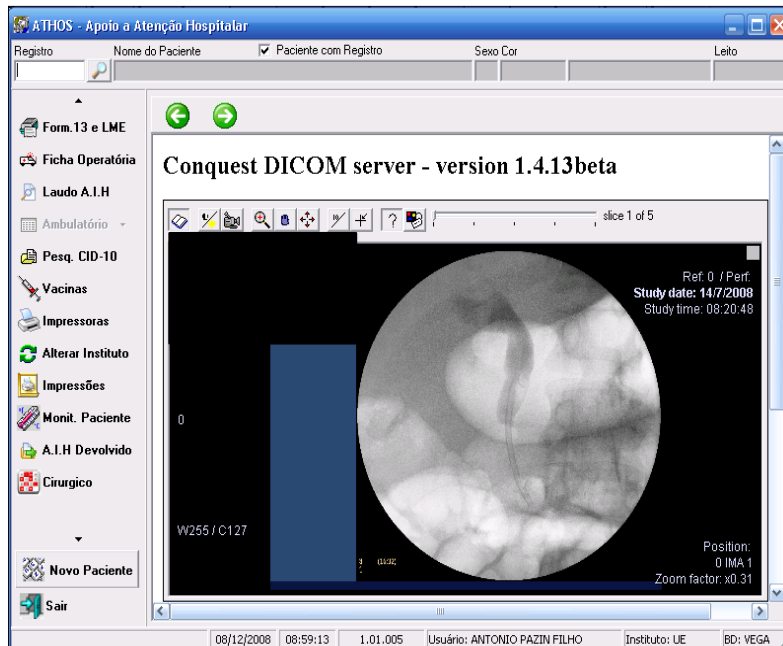 ATHOS - Apoio a Atenção Hospitalar
Registro Nome do Paciente Paciente com Registro Sexo Cor Leito
Form.13 e LME
Ficha Operatória
Laudo A.I.H
Ambulatório
Pesq. CID-10
Vacinas
Impressoras
Alterar Instituto
Impressões
Monit. Paciente
A.I.H Devolvido
Cirurgico
Novo Paciente
Sair
Conquest DICOM server - version 1.4.13beta
slice 1 of 5
Ref: 0 / Perf:
Study date: 14/7/2008
Study time: 08:20:48
0
W255 / C127
Position:
0 IMA 1
Zoom factor: x0.31
08/12/2008 08:59:13 1.01.005 Usuário: ANTONIO PAZIN FILHO Instituto: UE BD: VEGA